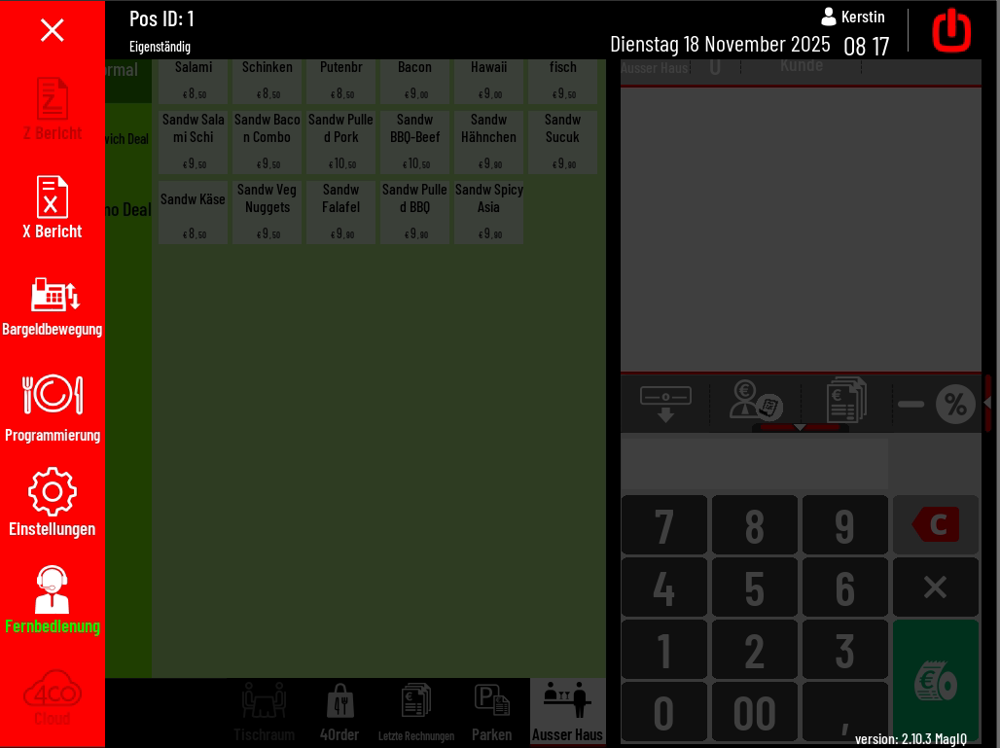 Pos ID: 1
Eigenständig
Kerstin
Dienstag 18 November 2025
08 17
Z Bericht
X Bericht
Bargeldbewegung
Programmierung
Einstellungen
Fernbedienung
4CO
Cloud
ormal
vich Deal
no Deal
Salami
€8,50
Schinken
€8,50
Putenbr
€8,50
Bacon
€9,00
Hawaii
€9,00
fisch
€9,50
Sandw Sala
mi Schi
€9,50
Sandw Baco
n Combo
€9,50
Sandw Pulle
d Pork
€10,50
Sandw
BBQ-Beef
€10,50
Sandw
Hähnchen
€9,90
Sandw
Sucuk
€9,90
Sandw Käse
€8,50
Sandw Veg
Nuggets
€9,50
Sandw
Falafel
€9,90
Sandw Pulle
d BBQ
€9,90
Sandw Spicy
Asia
€9,90
Ausser Haus
0
Kunde
%
7
8
9
C
4
5
6
×
1
2
3
0
00
,
Tischraum
4Order
Letzte Rechnungen
Parken
Ausser Haus
version: 2.10.3 MagIQ